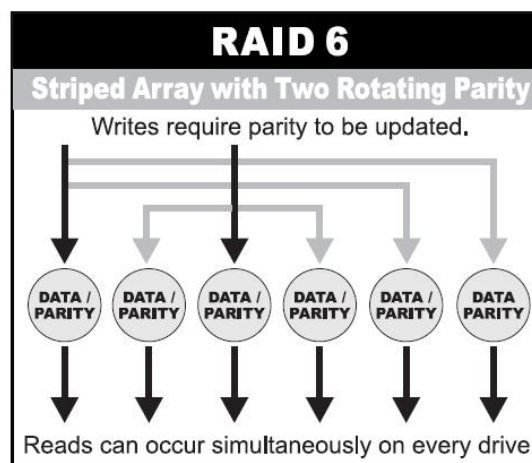 RAID 6
Striped Array with Two Rotating Parity
Writes require parity to be updated.
DATA / DATA / DATA / DATA / DATA / DATA
PARITY PARITY PARITY PARITY PARITY PARITY
Reads can occur simultaneously on every drive